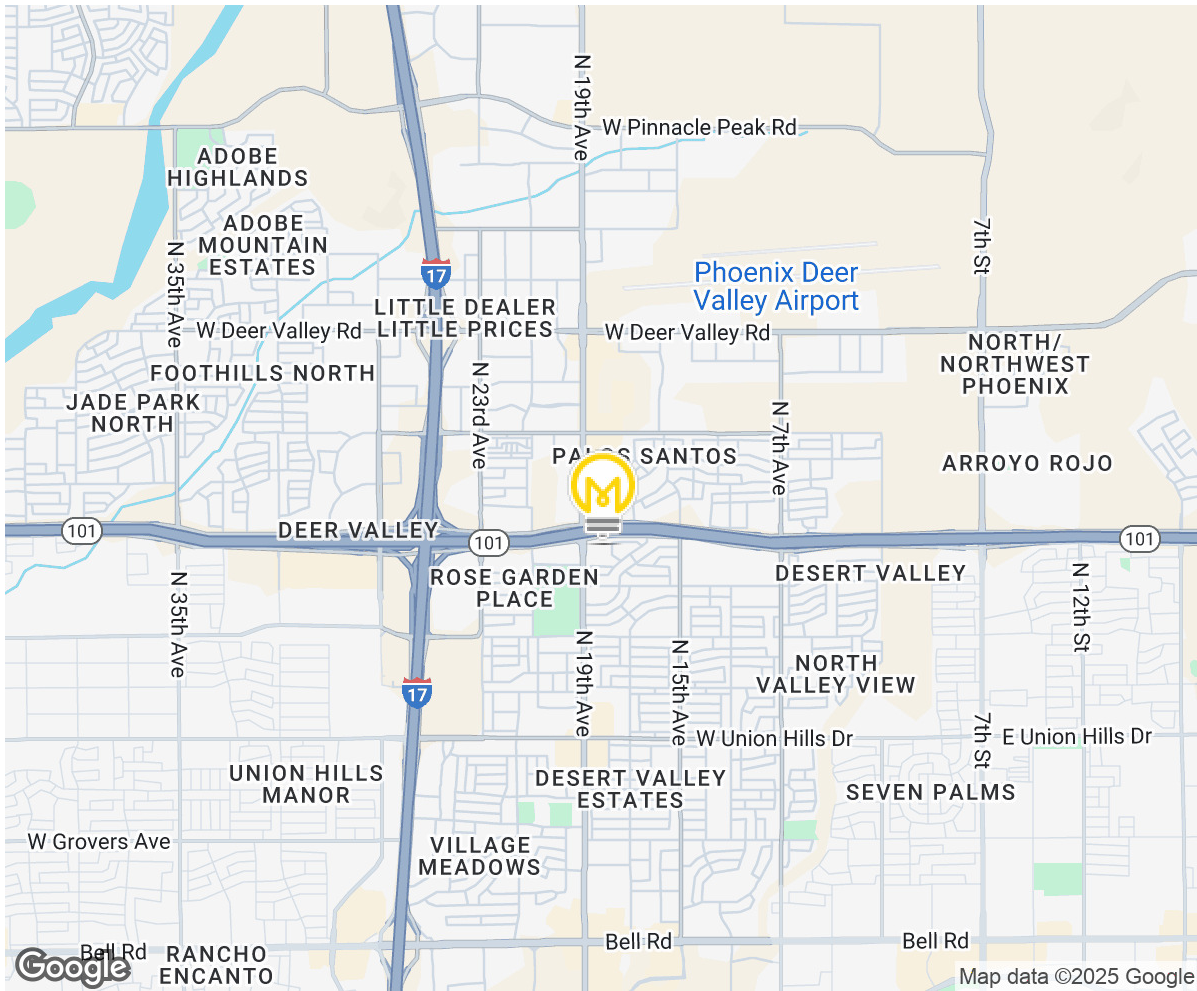 N 19th Ave
W Pinnacle Peak Rd
ADOBE
HIGHLANDS
ADOBE
MOUNTAIN
ESTATES
N 35th Ave
7th St
17
Phoenix Deer
Valley Airport
LITTLE DEALER
LITTLE PRICES
W Deer Valley Rd
W Deer Valley Rd
NORTH/
NORTHWEST
PHOENIX
FOOTHILLS NORTH
JADE PARK
NORTH
N 23rd Ave
N 7th Ave
PALOS SANTOS
ARROYO ROJO
M
101
DEER VALLEY
101
101
ROSE GARDEN
PLACE
DESERT VALLEY
N 35th Ave
N 12th St
N 19th Ave
N 15th Ave
NORTH
VALLEY VIEW
17
7th St
W Union Hills Dr
E Union Hills Dr
UNION HILLS
MANOR
DESERT VALLEY
ESTATES
SEVEN PALMS
W Grovers Ave
VILLAGE
MEADOWS
Bell Rd
Bell Rd
Bell Rd
RANCHO
ENCANTO
Google
Map data ©2025 Google